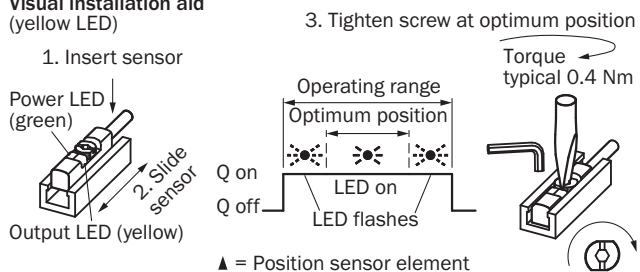 Visual installation aid
(yellow LED)
1. Insert sensor
Power LED
(green)
2. Slide
sensor
Output LED (yellow)
Operating range
Optimum position
Q on
LED on
Q off
LED flashes
▲ = Position sensor element
3. Tighten screw at optimum position
Torque
typical 0.4 Nm